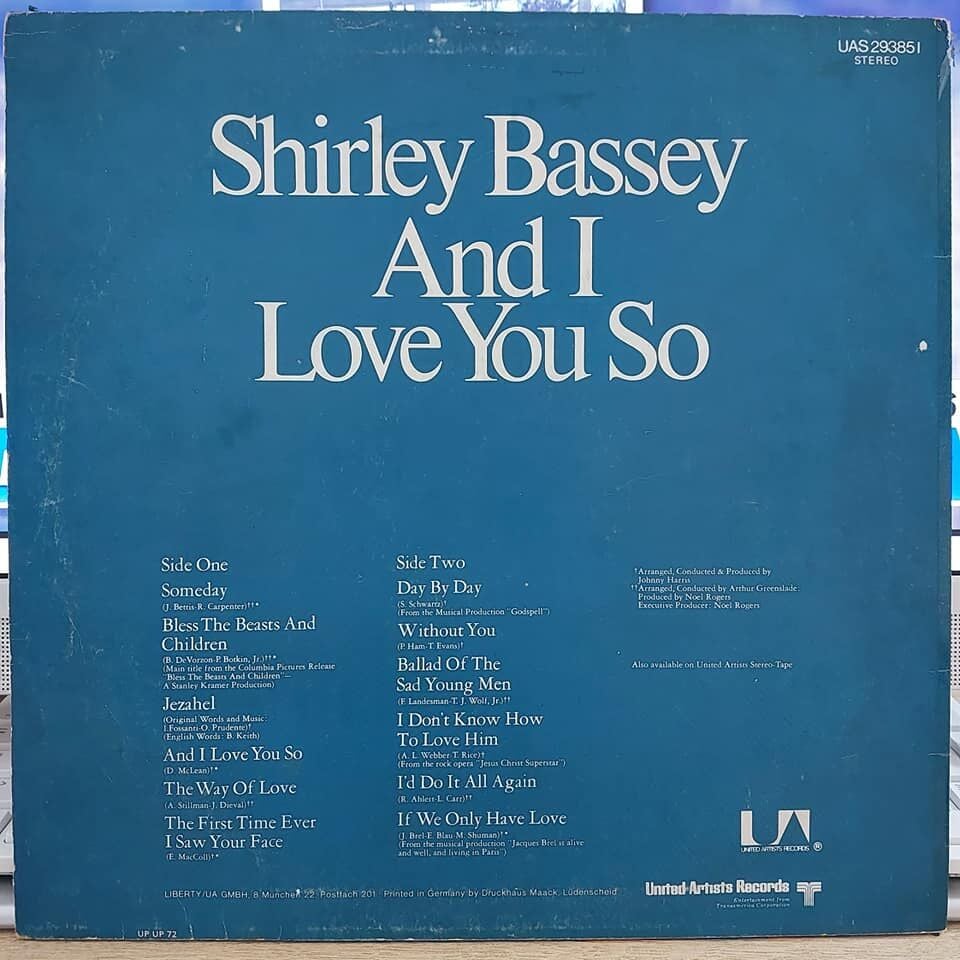 UAS 29385 I
STEREO
Shirley Bassey
And I
Love You So
Side One
Someday
(J. Bettis-R. Carpenter)††*
Bless The Beasts And
Children
(B. DeVorzon-P. Botkin, Jr.)††*
(Main title from the Columbia Pictures Release
"Bless The Beasts And Children"—
A Stanley Kramer Production)
Jezahel
(Original Words and Music:
I.Fossanti-O. Prudente)†
(English Words: B. Keith)
And I Love You So
(D. McLean)†*
The Way Of Love
(A. Stillman-J. Dieval)††
The First Time Ever
I Saw Your Face
(E. MacColl)†*
Side Two
Day By Day
(S. Schwartz)†
(From the Musical Production "Godspell")
Without You
(P. Ham-T. Evans)†
Ballad Of The
Sad Young Men
(F. Landesman-T. J. Wolf, Jr.)††
I Don't Know How
To Love Him
(A. L. Webber-T. Rice)†
(From the rock opera "Jesus Christ Superstar")
I'd Do It All Again
(R. Ahlert-L. Carr)††
If We Only Have Love
(J. Brel-E. Blau-M. Shuman)†*
(From the musical production "Jacques Brel is alive
and well, and living in Paris")
†Arranged, Conducted & Produced by
Johnny Harris
††Arranged, Conducted by Arthur Greenslade:
Produced by Noel Rogers
Executive Producer: Noel Rogers
Also available on United Artists Stereo-Tape
UA
UNITED ARTISTS RECORDS ®
LIBERTY/UA GMBH, 8 München 22, Postfach 201 Printed in Germany by Druckhaus Maack, Lüdenscheid
United Artists Records
Entertainment from
Transamerica Corporation
UP UP 72